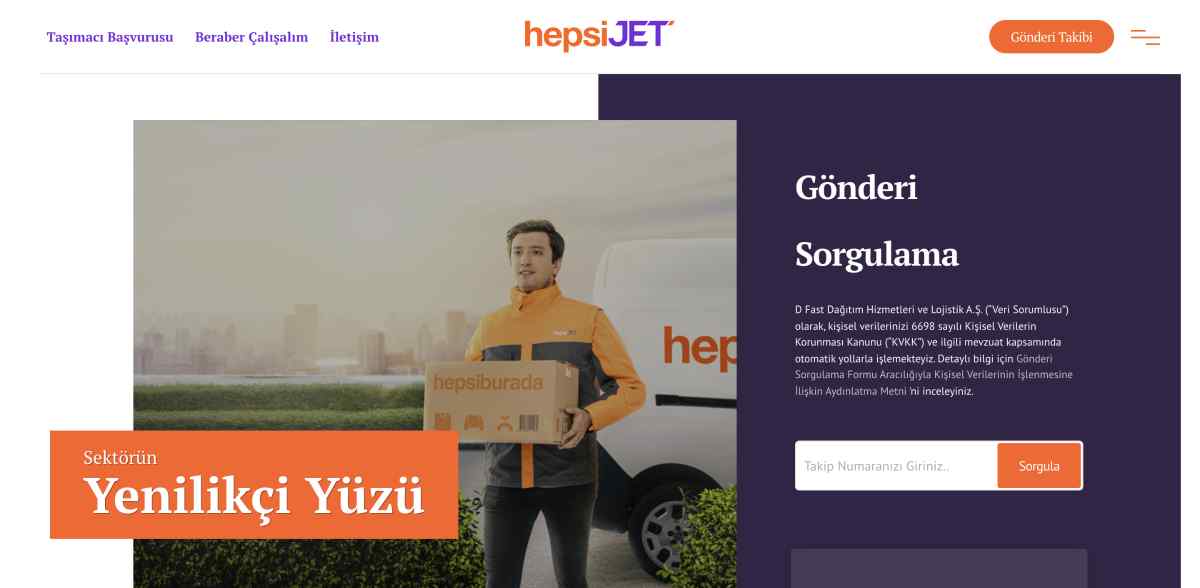 Taşımacı Başvurusu
Beraber Çalışalım
İletişim
hepsiJET
Gönderi Takibi
Gönderi
Sorgulama
D Fast Dağıtım Hizmetleri ve Lojistik A.Ş. (“Veri Sorumlusu”)
olarak, kişisel verilerinizi 6698 sayılı Kişisel Verilerin
Korunması Kanunu (“KVKK”) ve ilgili mevzuat kapsamında
otomatik yollarla işlemekteyiz. Detaylı bilgi için Gönderi
Sorgulama Formu Aracılığıyla Kişisel Verilerinin İşlenmesine
İlişkin Aydınlatma Metni 'ni inceleyiniz.
Takip Numaranızı Giriniz..
Sorgula
hepsiJET
hep
hepsiburada
Sektörün
Yenilikçi Yüzü